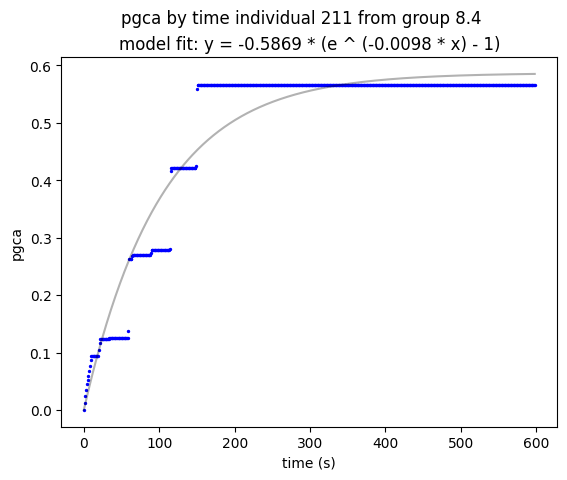 pgca by time individual 211 from group 8.4
model fit: y = -0.5869 * (e ^ (-0.0098 * x) - 1)
0.6
0.5
0.4
0.3
0.2
0.1
0.0
pgca
0 100 200 300 400 500 600
time (s)